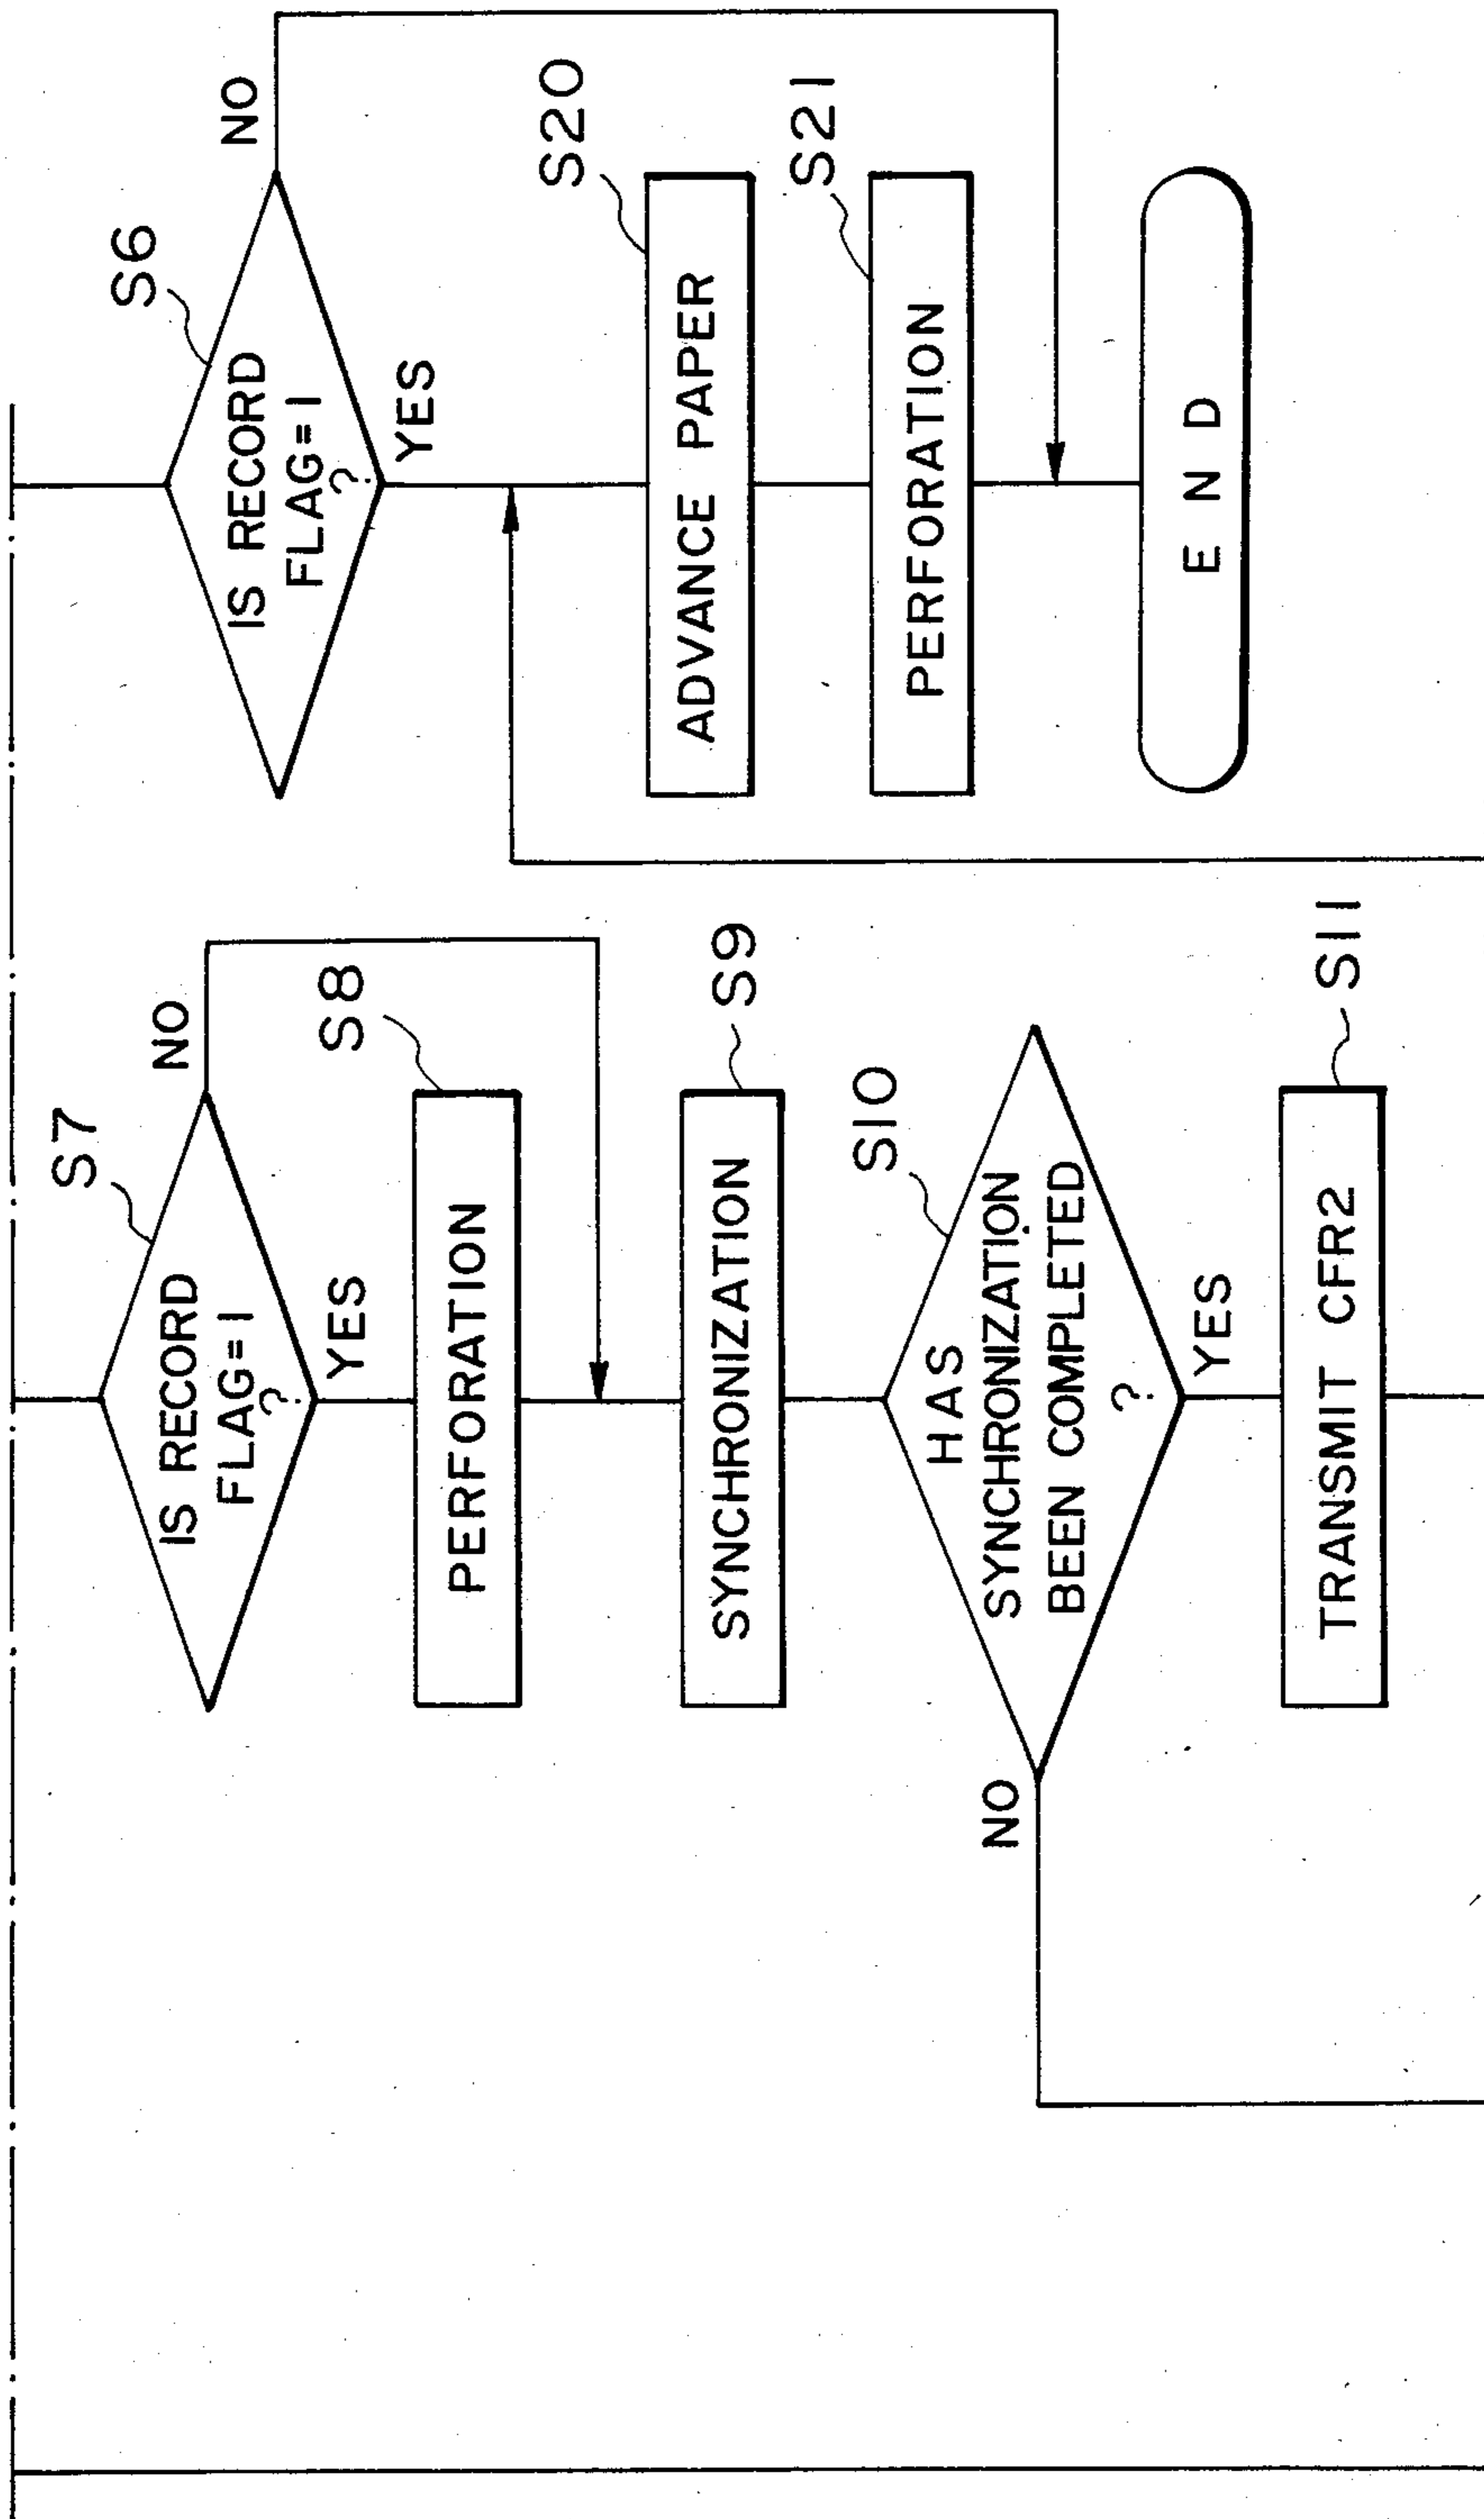 S7
IS RECORD
FLAG=1
?
NO
YES
S8
PERFORATION
S9
SYNCHRONIZATION
S10
HAS
SYNCHRONIZATION
BEEN COMPLETED
?
NO
YES
S11
TRANSMIT CFR2
S6
IS RECORD
FLAG=1
?
NO
YES
S20
ADVANCE PAPER
S21
PERFORATION
END